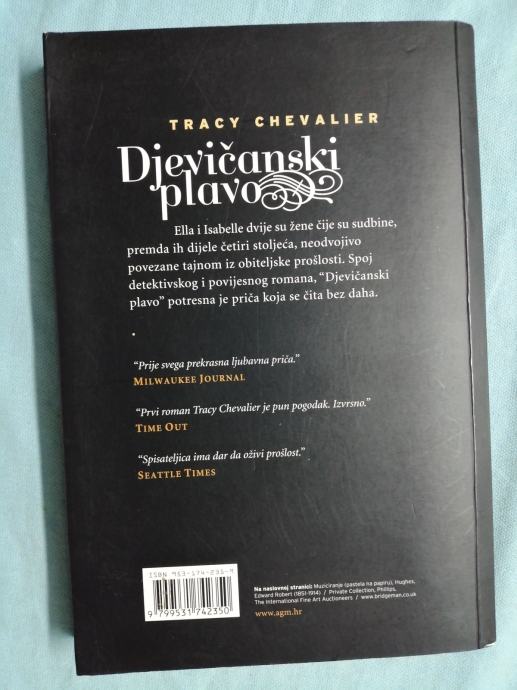 TRACY CHEVALIER
Djevičanski
plavo
Ella i Isabelle dvije su žene čije su sudbine,
premda ih dijele četiri stoljeća, neodvojivo
povezane tajnom iz obiteljske prošlosti. Spoj
detektivskog i povijesnog romana, “Djevičanski
plavo” potresna je priča koja se čita bez daha.
“Prije svega prekrasna ljubavna priča.”
MILWAUKEE JOURNAL
“Prvi roman Tracy Chevalier je pun pogodak. Izvrsno.”
TIME OUT
“Spisateljica ima dar da oživi prošlost.”
SEATTLE TIMES
ISBN
9 799531 742350
Na naslovnoj stranici: Muziciranje (pastela na papiru), Hughes,
Edward Robert (1851-1914) / Private Collection, Phillips,
The International Fine Art Auctioneers / www.bridgeman.co.uk
www.agm.hr